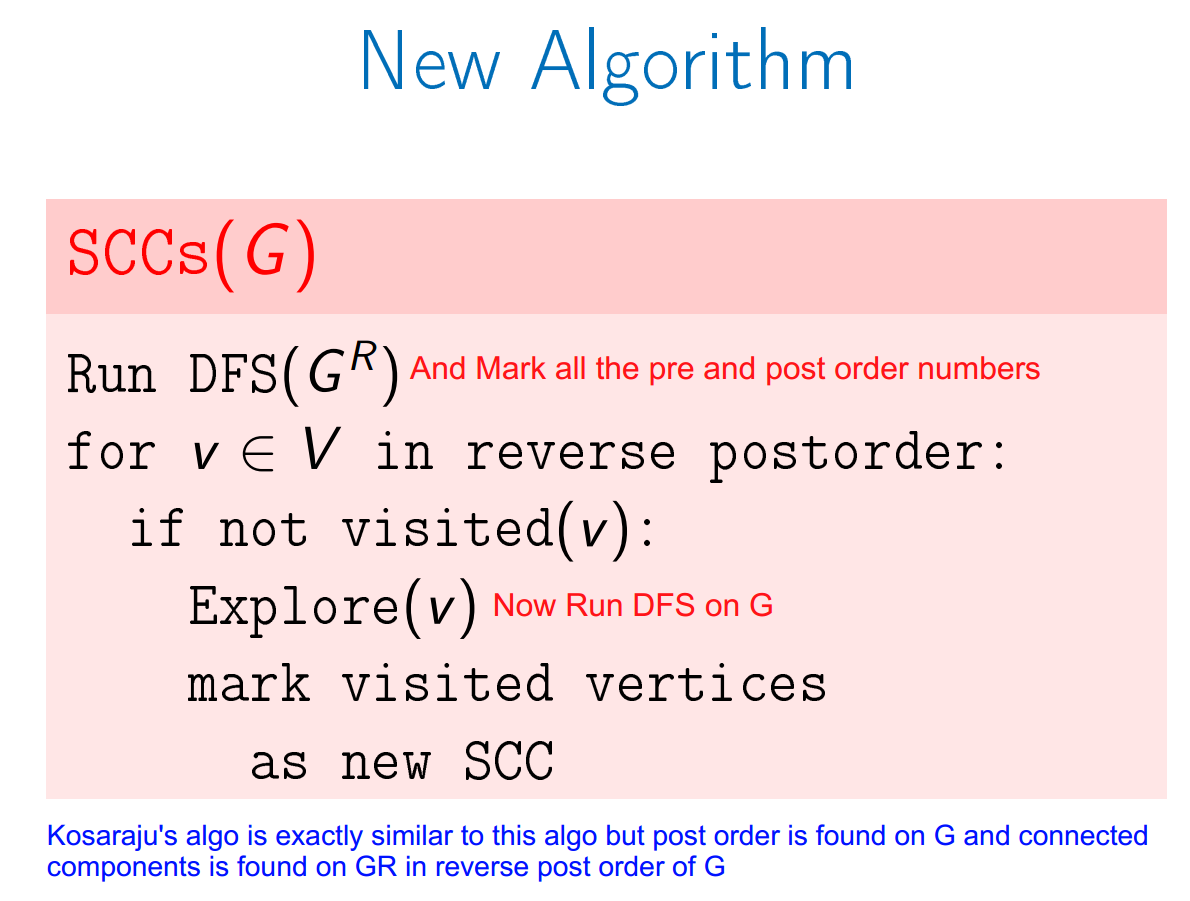 New Algorithm
SCCs(G)
Run DFS(G^R) And Mark all the pre and post order numbers
for v ∈ V in reverse postorder:
if not visited(v):
Explore(v) Now Run DFS on G
mark visited vertices
as new SCC
Kosaraju's algo is exactly similar to this algo but post order is found on G and connected
components is found on GR in reverse post order of G